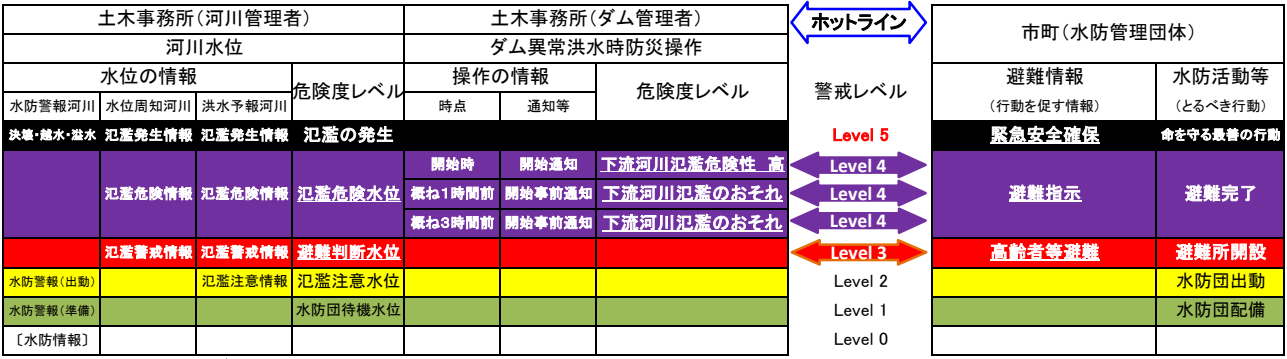 土木事務所(河川管理者) 土木事務所(ダム管理者) ホットライン 市町(水防管理団体)
河川水位 ダム異常洪水時防災操作
水位の情報 危険度レベル 操作の情報 危険度レベル 警戒レベル 避難情報 水防活動等
水防警報河川 水位周知河川 洪水予報河川 時点 通知等 (行動を促す情報) (とるべき行動)
決壊・越水・溢水 氾濫発生情報 氾濫発生情報 氾濫の発生 Level 5 緊急安全確保 命を守る最善の行動
開始時 開始通知 下流河川氾濫危険性 高 Level 4
氾濫危険情報 氾濫危険情報 氾濫危険水位 概ね1時間前 開始事前通知 下流河川氾濫のおそれ Level 4 避難指示 避難完了
概ね3時間前 開始事前通知 下流河川氾濫のおそれ Level 4
氾濫警戒情報 氾濫警戒情報 避難判断水位 Level 3 高齢者等避難 避難所開設
水防警報(出動) 氾濫注意情報 氾濫注意水位 Level 2 水防団出動
水防警報(準備) 水防団待機水位 Level 1 水防団配備
〔水防情報〕 Level 0